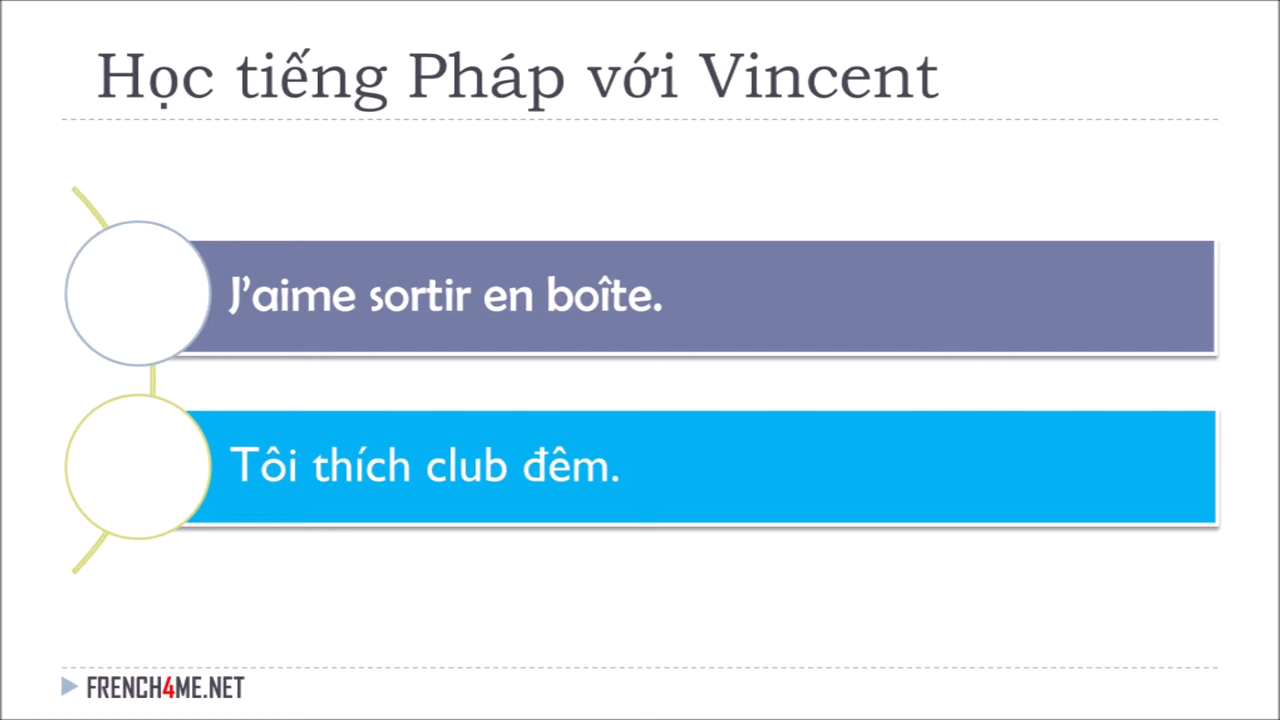 Học tiếng Pháp với Vincent
J’aime sortir en boîte.
Tôi thích club đêm.
FRENCH4ME.NET